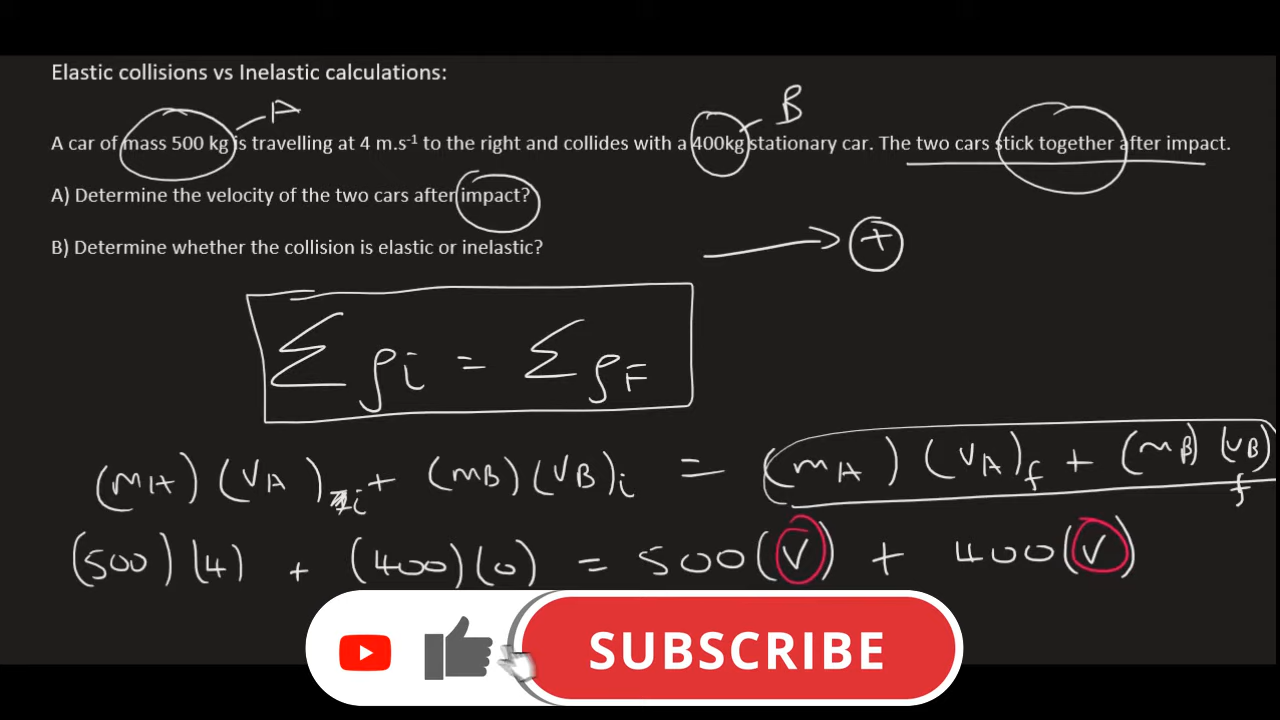 Elastic collisions vs Inelastic calculations:
A
B
A car of mass 500 kg is travelling at 4 m.s⁻¹ to the right and collides with a 400kg stationary car. The two cars stick together after impact.
A) Determine the velocity of the two cars after impact?
B) Determine whether the collision is elastic or inelastic?
+
Σ ρi = Σ ρF
(mA) (VA)i + (mB) (VB)i = (mA) (VA)f + (mB) (VB)f
(500) (4) + (400) (0) = 500 (V) + 400 (V)
SUBSCRIBE